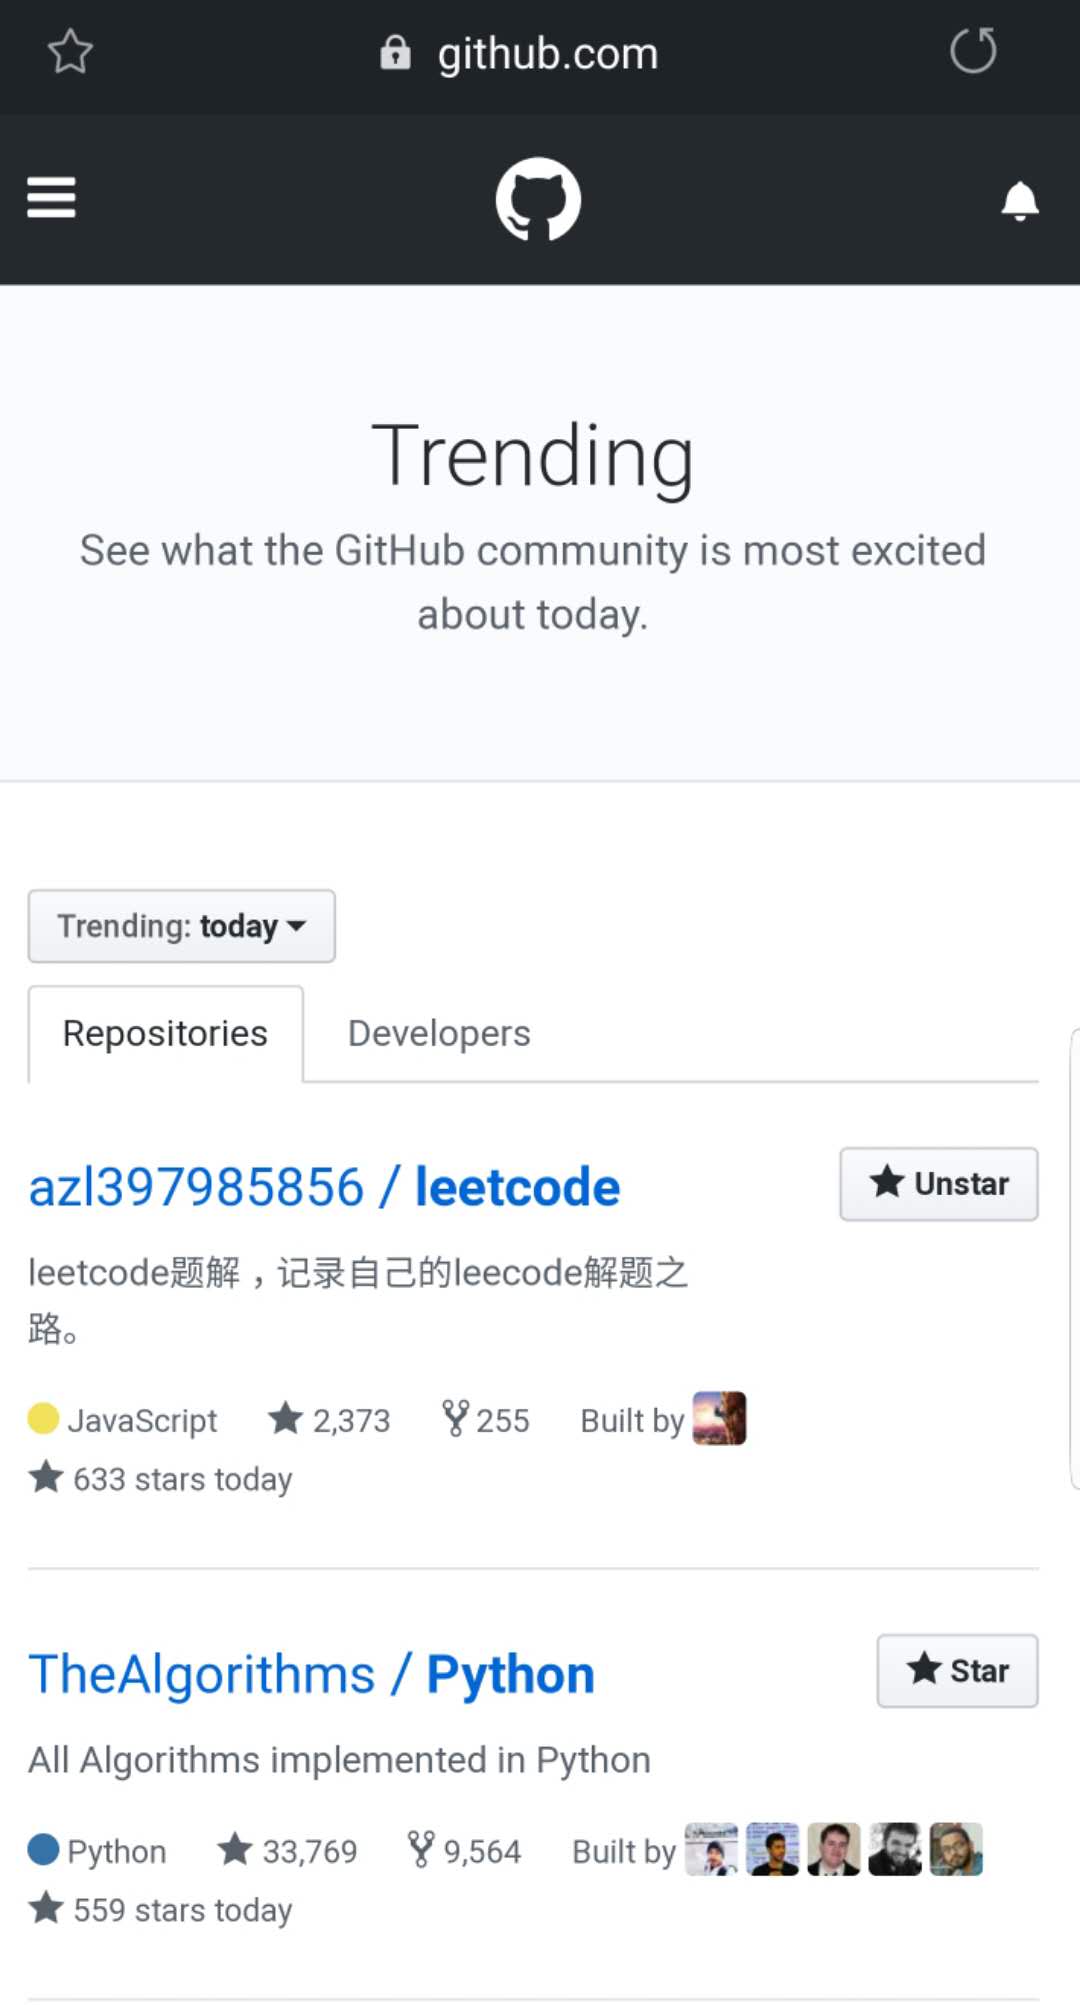 github.com
Trending
See what the GitHub community is most excited
about today.
Trending: today
Repositories Developers
azl397985856 / leetcode
Unstar
leetcode题解，记录自己的leecode解题之
路。
JavaScript 2,373 255 Built by
633 stars today
TheAlgorithms / Python
Star
All Algorithms implemented in Python
Python 33,769 9,564 Built by
559 stars today